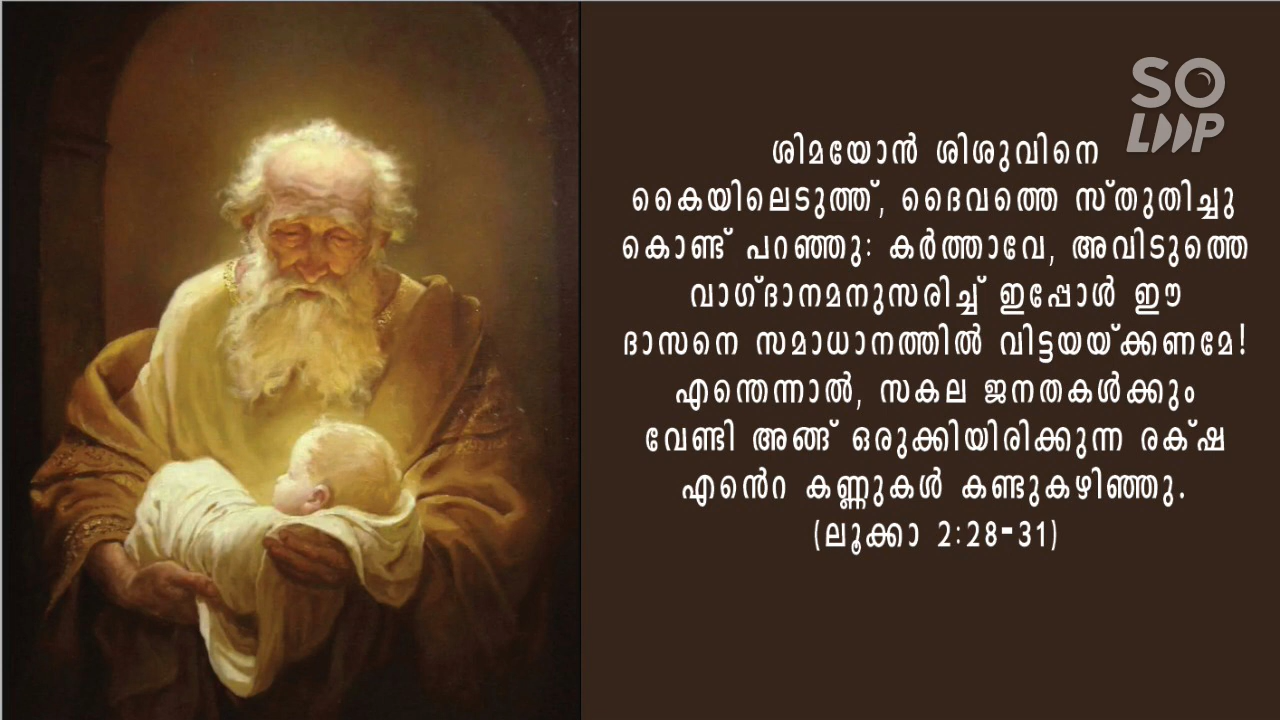 SO
LOOP
ശിമയോൻ ശിശുവിനെ
കൈയിലെടുത്ത്, ദൈവത്തെ സ്തുതിച്ചു
കൊണ്ട് പറഞ്ഞു: കർത്താവേ, അവിടുത്തെ
വാഗ്ദാനമനുസരിച്ച് ഇപ്പോൾ ഈ
ദാസനെ സമാധാനത്തിൽ വിട്ടയയ്ക്കണമേ!
എന്തെന്നാൽ, സകല ജനതകൾക്കും
വേണ്ടി അങ്ങ് ഒരുക്കിയിരിക്കുന്ന രക്ഷ
എൻെറ കണ്ണുകൾ കണ്ടുകഴിഞ്ഞു.
(ലൂക്കാ 2:28-31)